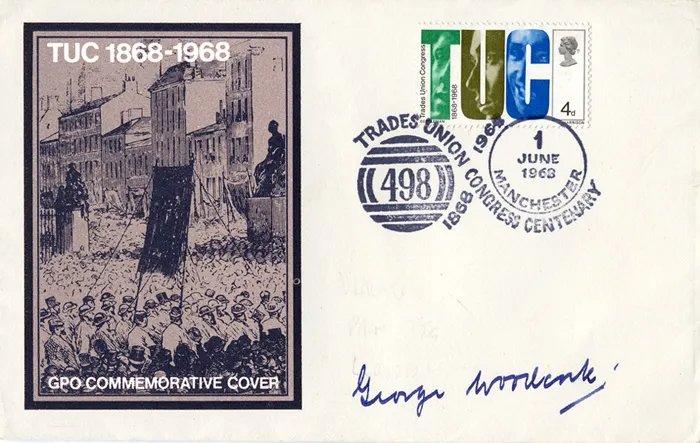 TUC 1868-1968
GPO COMMEMORATIVE COVER
Trades Union Congress
1868-1968
TUC
4d
HARRISON
TRADES UNION CONGRESS CENTENARY
1868 1968
498
1
JUNE
1968
MANCHESTER
George Woodcock